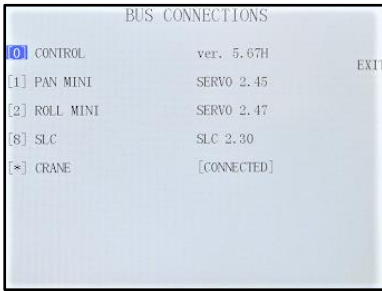 BUS CONNECTIONS
[0] CONTROL ver. 5.67H
EXIT
[1] PAN MINI SERVO 2.45
[2] ROLL MINI SERVO 2.47
[8] SLC SLC 2.30
[*] CRANE [CONNECTED]